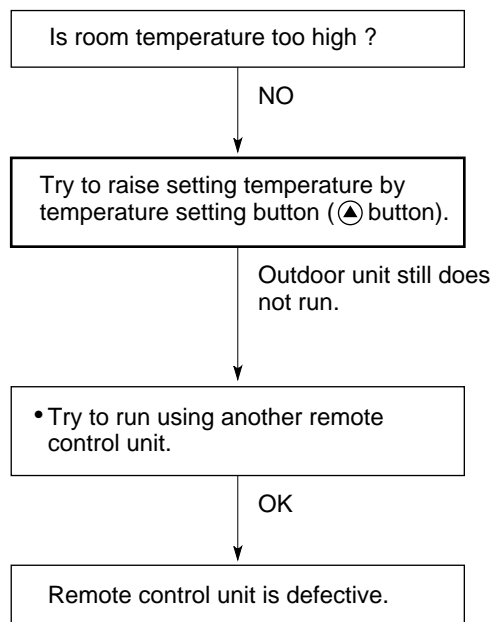 Is room temperature too high ?
NO
Try to raise setting temperature by
temperature setting button ( button).
Outdoor unit still does
not run.
• Try to run using another remote
control unit.
OK
Remote control unit is defective.